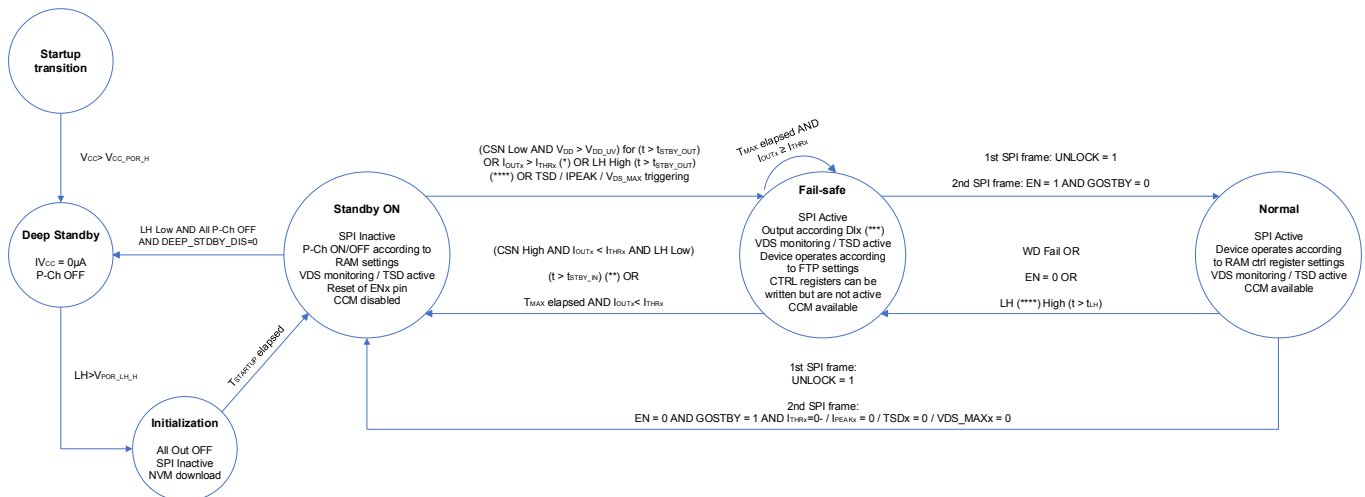 Startup
transition
VCC> VCC_POR_H
Deep Standby
IVCC = 0µA
P-Ch OFF
LH>VPOR_LH_H
Initialization
All Out OFF
SPI Inactive
NVM download
TSTARTUP elapsed
LH Low AND All P-Ch OFF
AND DEEP_STDBY_DIS=0
Standby ON
SPI Inactive
P-Ch ON/OFF according to
RAM settings
VDS monitoring / TSD active
Reset of ENx pin
CCM disabled
(CSN Low AND VDD > VDD_UV) for (t > tSTBY_OUT)
OR IOUTx > ITHRx (*) OR LH High (t > tSTBY_OUT)
(****) OR TSD / IPEAK / VDS_MAX triggering
(CSN High AND IOUTx < ITHRx AND LH Low)
(t > tSTBY_IN) (**) OR
TMAX elapsed AND IOUTx< ITHRx
TMAX elapsed AND
IOUTx ≥ ITHRx
Fail-safe
SPI Active
Output according DIx (***)
VDS monitoring / TSD active
Device operates according
to FTP settings
CTRL registers can be
written but are not active
CCM available
1st SPI frame: UNLOCK = 1
2nd SPI frame: EN = 1 AND GOSTBY = 0
WD Fail OR
EN = 0 OR
LH (****) High (t > tLH)
Normal
SPI Active
Device operates according
to RAM ctrl register settings
VDS monitoring / TSD active
CCM available
1st SPI frame:
UNLOCK = 1
2nd SPI frame:
EN = 0 AND GOSTBY = 1 AND ITHRx=0- / IPEAKx = 0 / TSDx = 0 / VDS_MAXx = 0